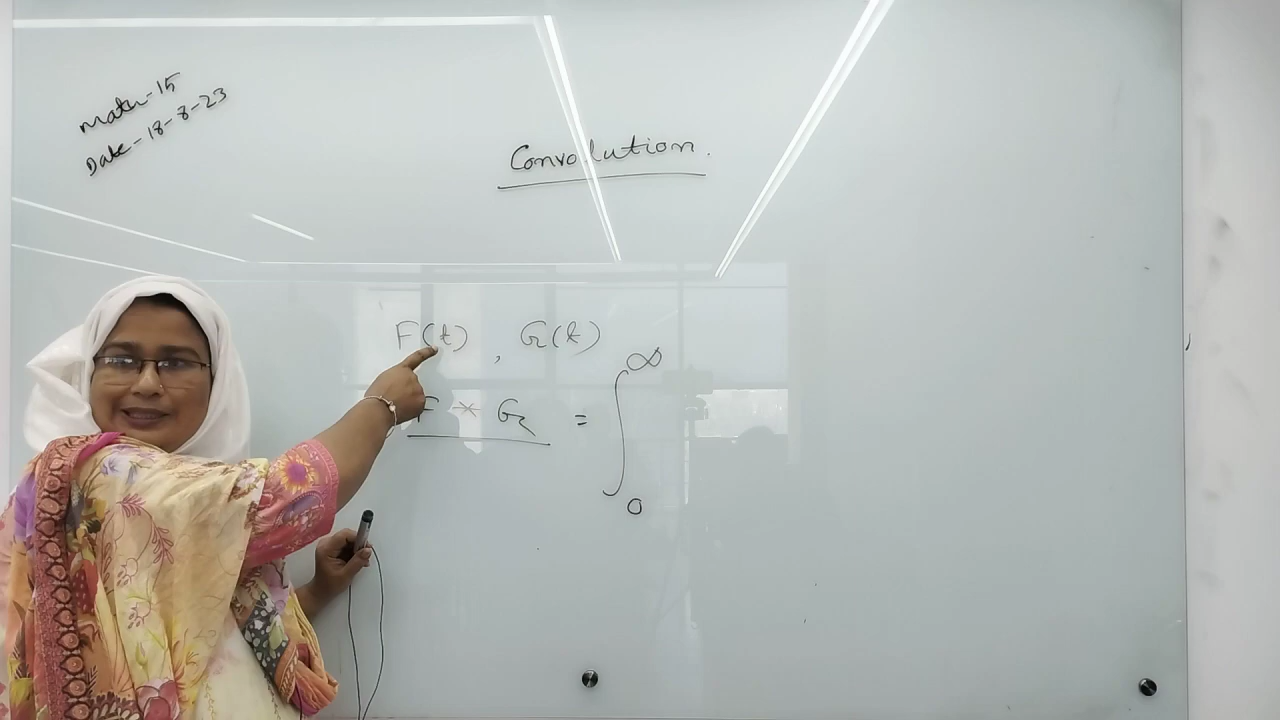 Math-15
Date-18-8-23
Convolution.
F(t), G(t)
F * G = ∫₀^∞